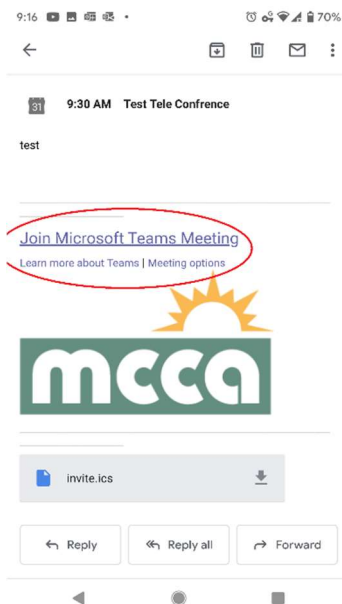 9:16
70%
31
9:30 AM Test Tele Confrence
test
Join Microsoft Teams Meeting
Learn more about Teams | Meeting options
mcca
invite.ics
Reply
Reply all
Forward